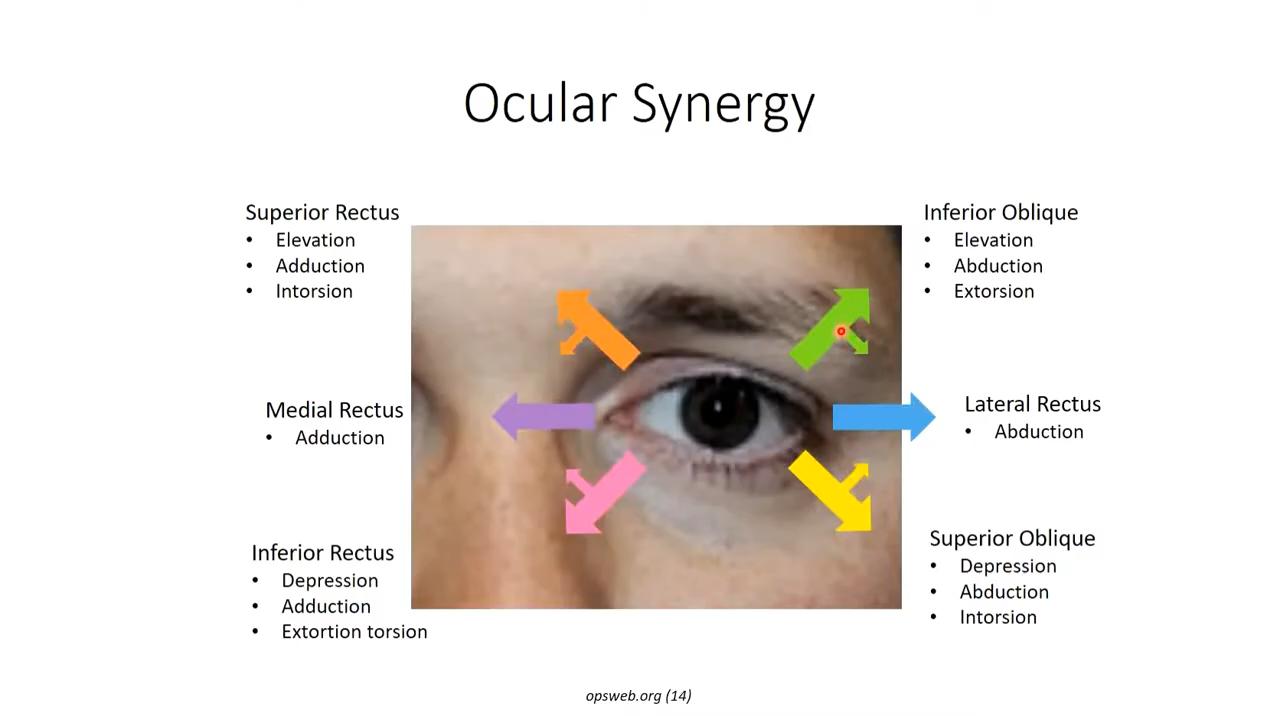 Ocular Synergy
Superior Rectus
• Elevation
• Adduction
• Intorsion
Inferior Oblique
• Elevation
• Abduction
• Extorsion
Medial Rectus
• Adduction
Lateral Rectus
• Abduction
Inferior Rectus
• Depression
• Adduction
• Extortion torsion
Superior Oblique
• Depression
• Abduction
• Intorsion
opsweb.org (14)